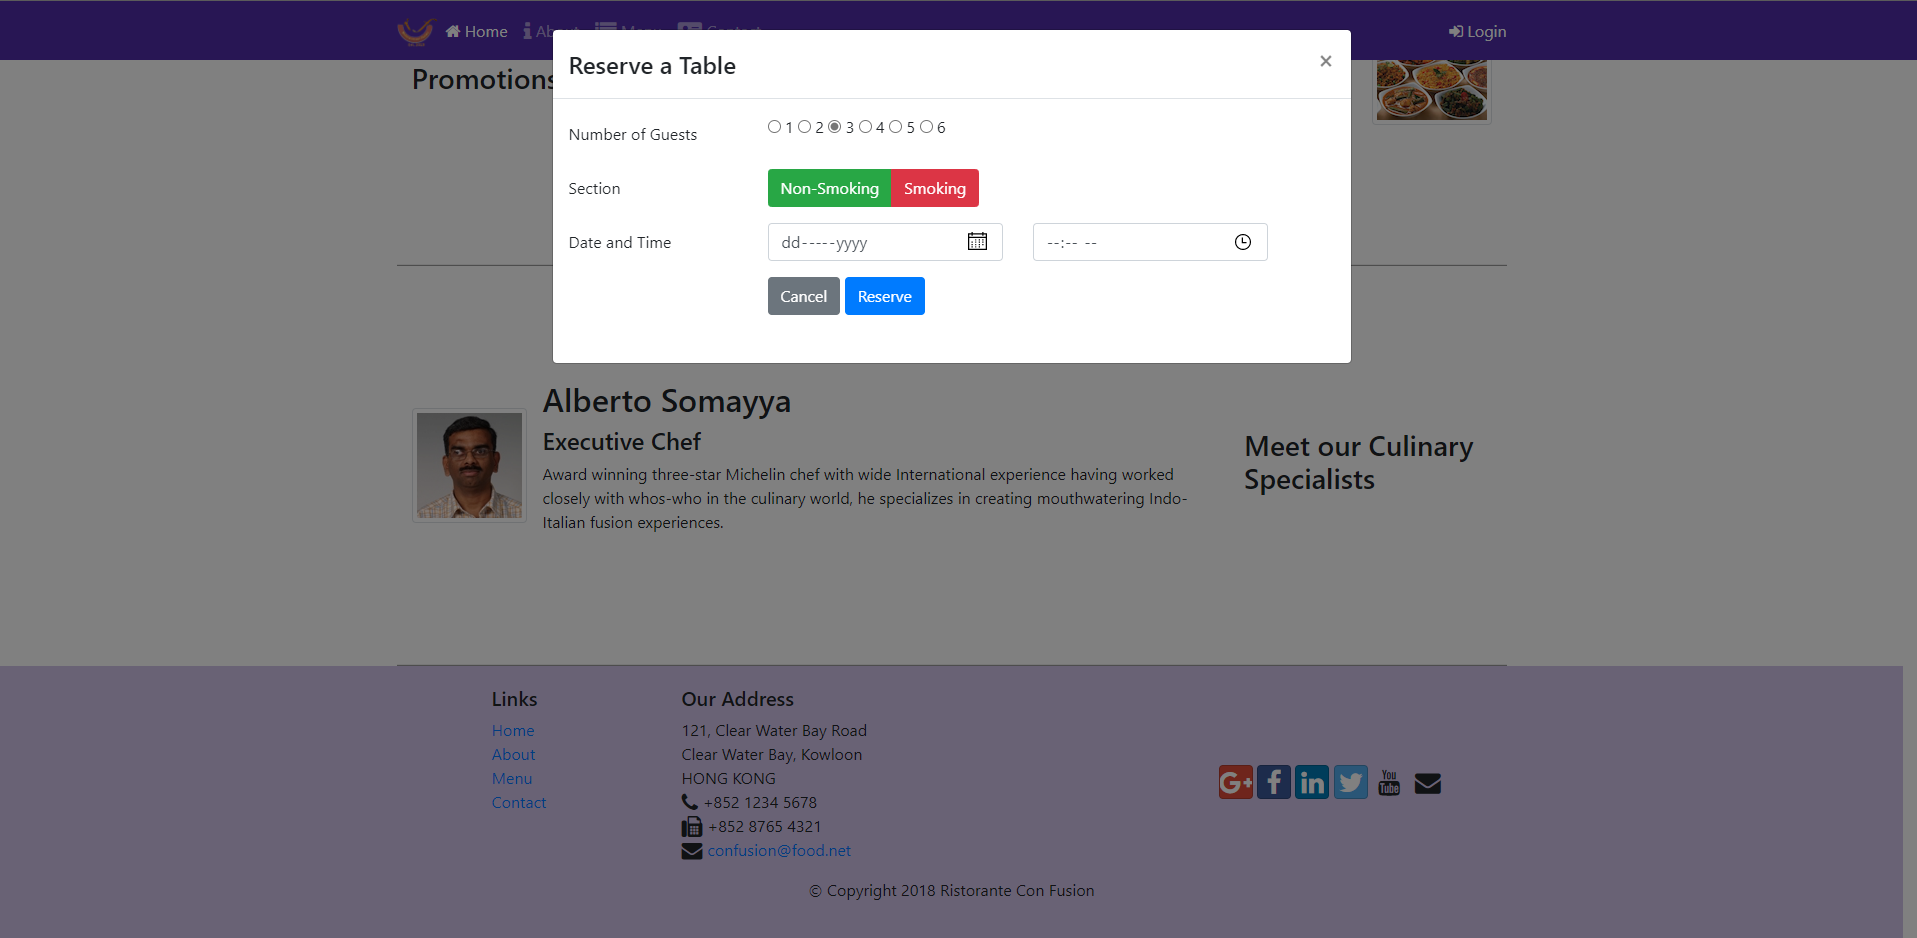 Home About Menu Contact Login
Reserve a Table ×
Promotions
Number of Guests 1 2 3 4 5 6
Section Non-Smoking Smoking
Date and Time dd-----yyyy --:-- --
Cancel Reserve
Alberto Somayya
Executive Chef
Award winning three-star Michelin chef with wide International experience having worked
closely with whos-who in the culinary world, he specializes in creating mouthwatering Indo-
Italian fusion experiences.
Meet our Culinary
Specialists
Links
Home
About
Menu
Contact
Our Address
121, Clear Water Bay Road
Clear Water Bay, Kowloon
HONG KONG
+852 1234 5678
+852 8765 4321
confusion@food.net
You
Tube
© Copyright 2018 Ristorante Con Fusion